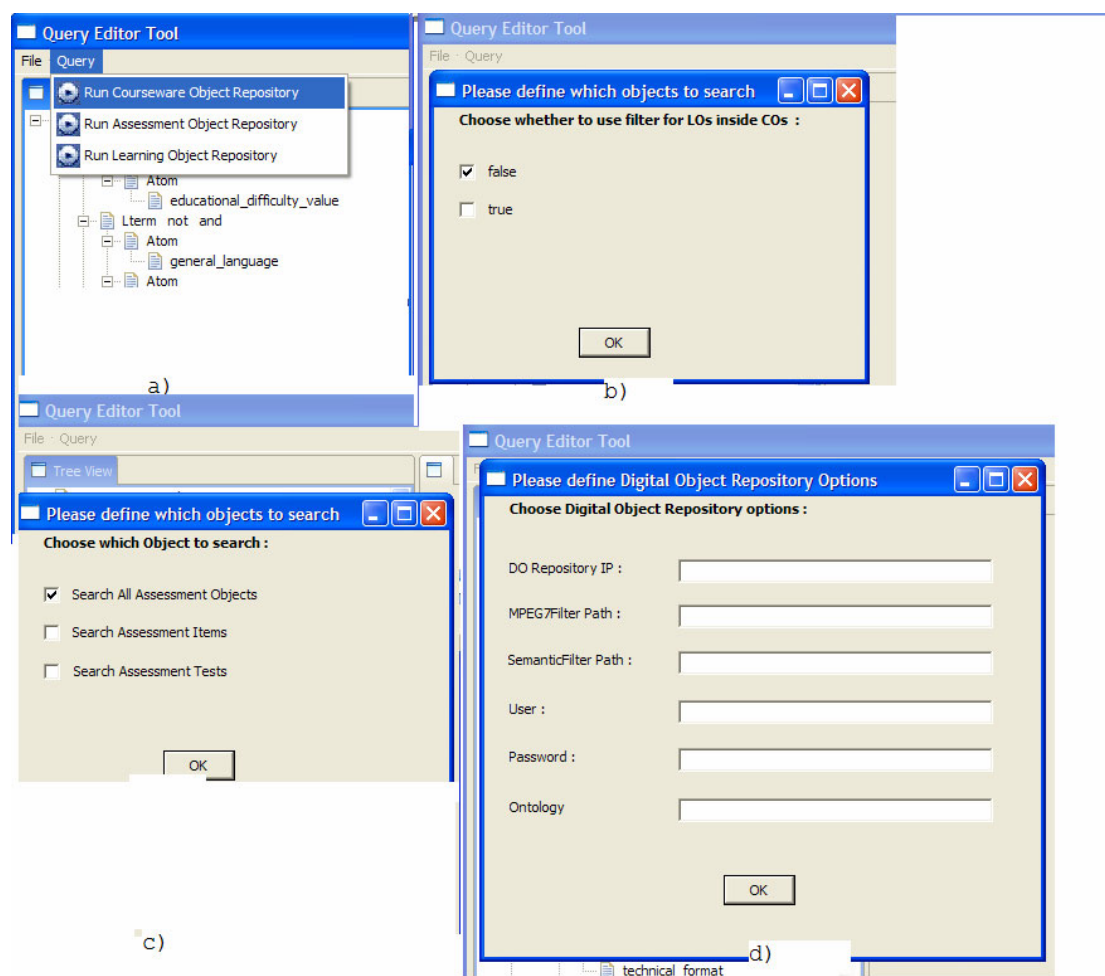 Query Editor Tool
File Query
Run Courseware Object Repository
Run Assessment Object Repository
Run Learning Object Repository
Atom
educational_difficulty_value
Lterm not and
Atom
general_language
Atom
a)
Query Editor Tool
File Query
Please define which objects to search
Choose whether to use filter for LOs inside COs :
false
true
OK
b)
Query Editor Tool
File Query
Tree View
Please define which objects to search
Choose which Object to search :
Search All Assessment Objects
Search Assessment Items
Search Assessment Tests
OK
c)
Query Editor Tool
Please define Digital Object Repository Options
Choose Digital Object Repository options :
DO Repository IP :
MPEG7Filter Path :
SemanticFilter Path :
User :
Password :
Ontology
OK
d)
technical_format